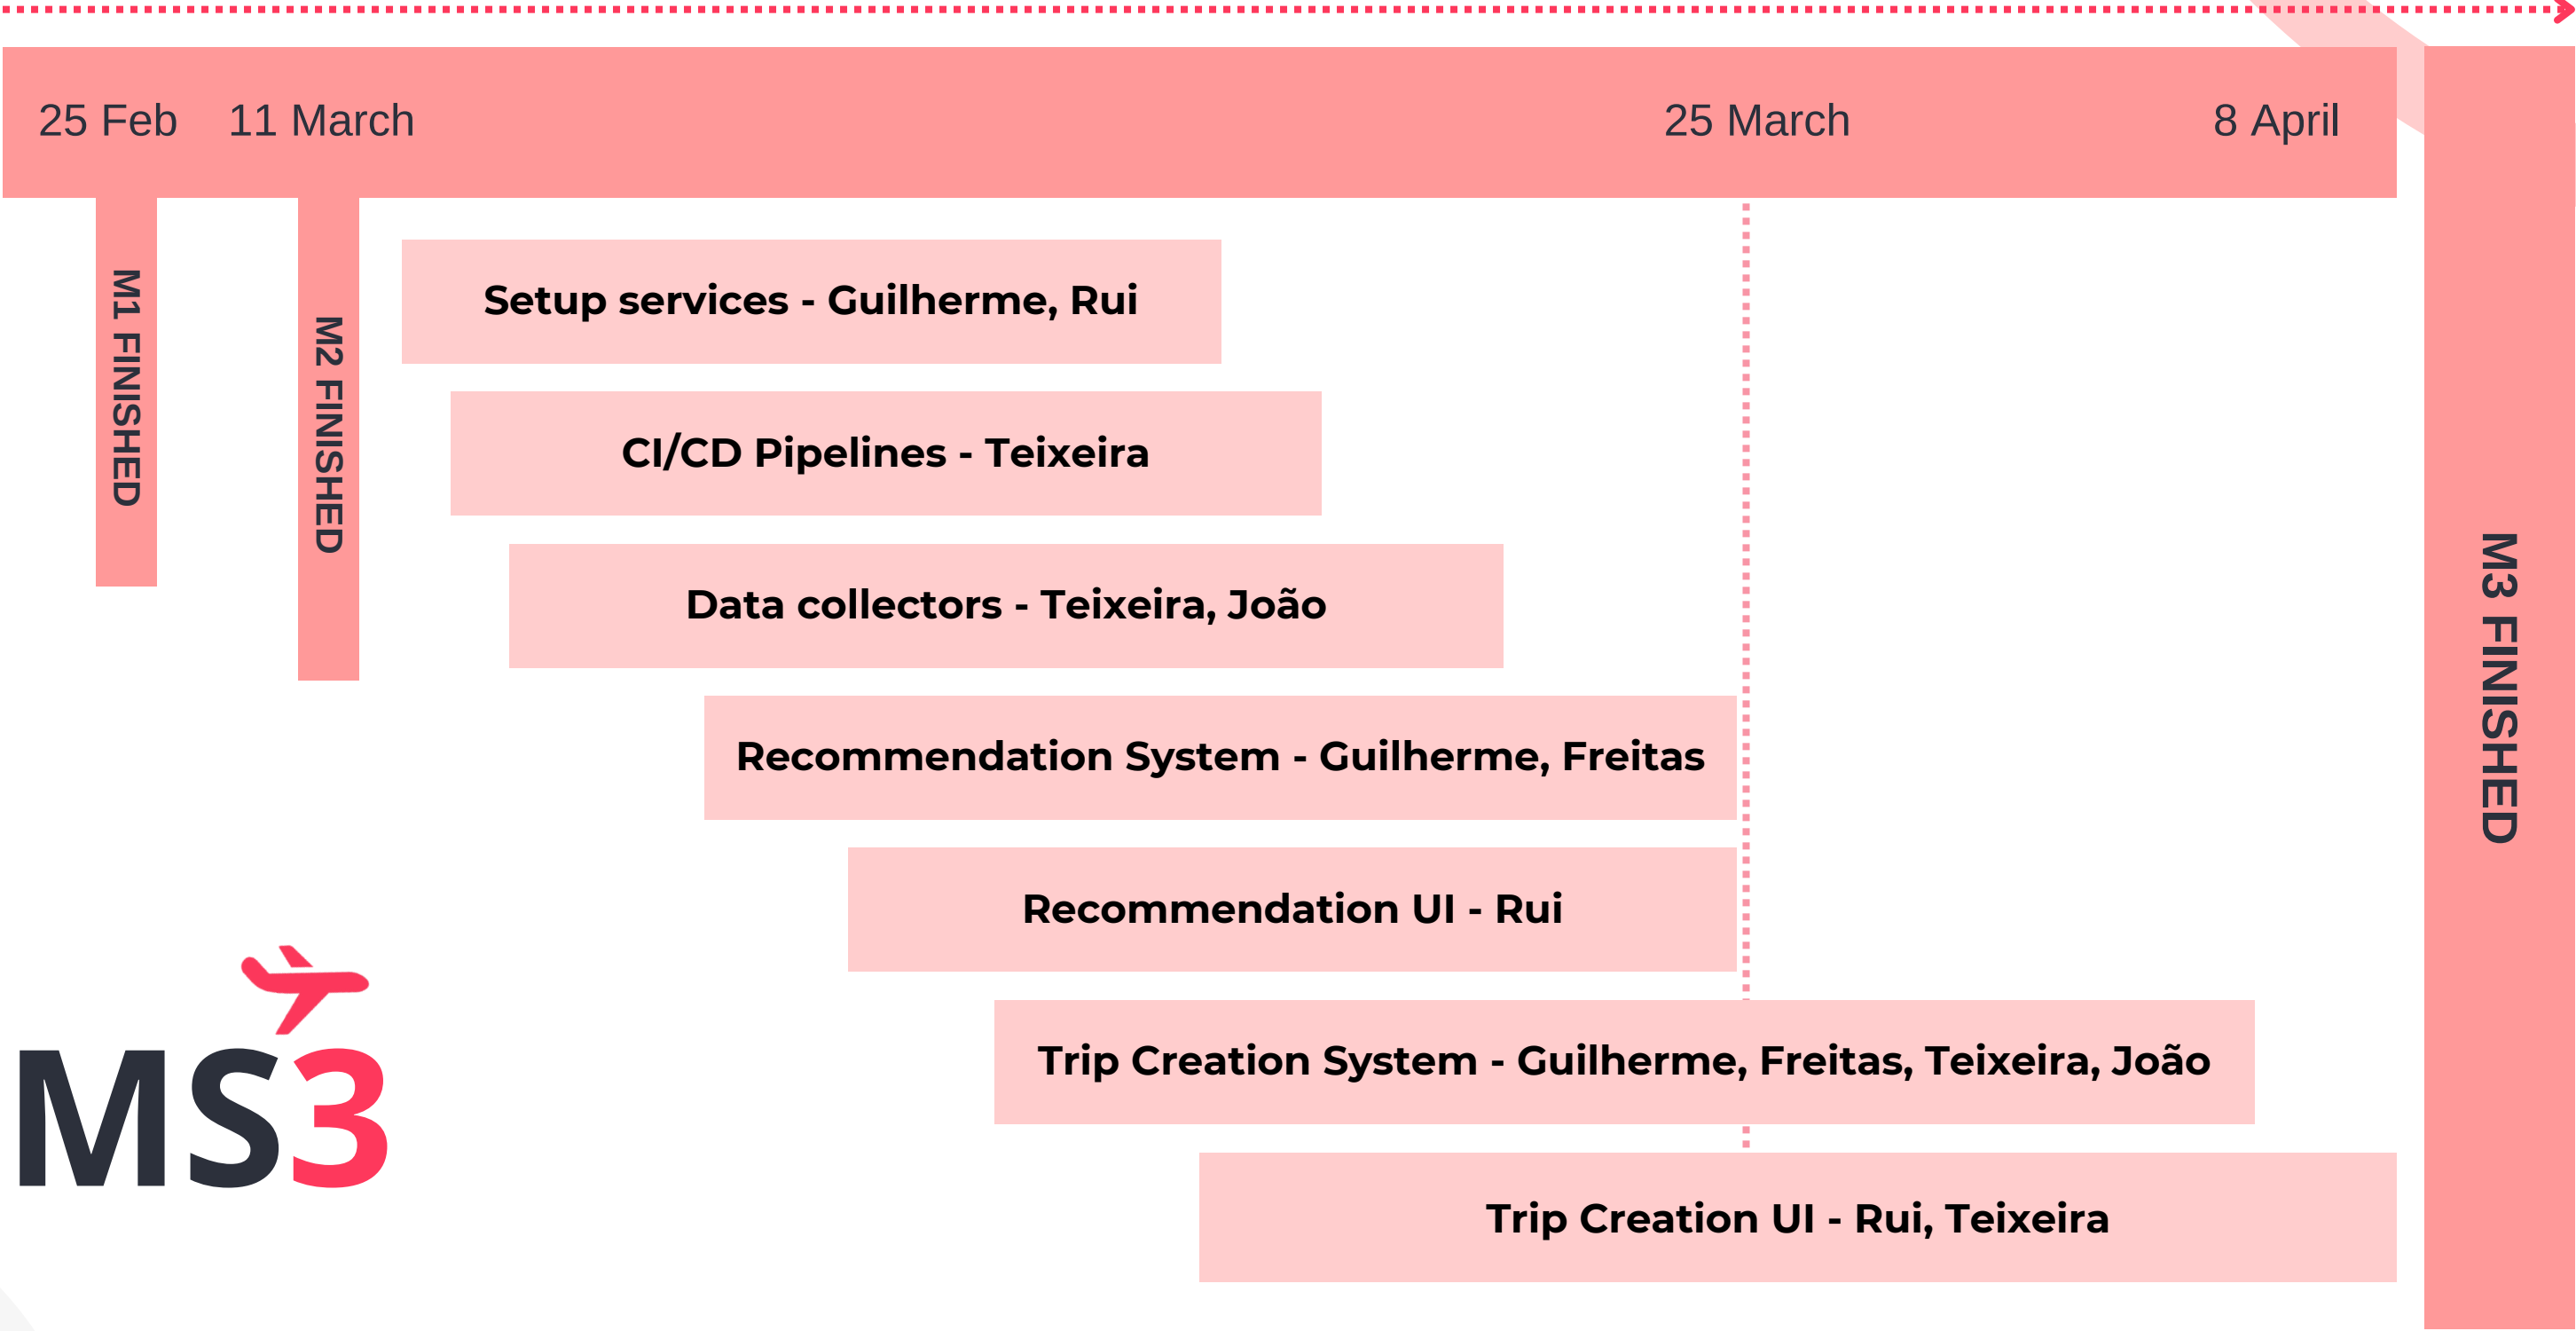 25 Feb
11 March
25 March
8 April
M1 FINISHED
M2 FINISHED
Setup services - Guilherme, Rui
CI/CD Pipelines - Teixeira
Data collectors - Teixeira, João
Recommendation System - Guilherme, Freitas
Recommendation UI - Rui
Trip Creation System - Guilherme, Freitas, Teixeira, João
Trip Creation UI - Rui, Teixeira
M3 FINISHED
MS3